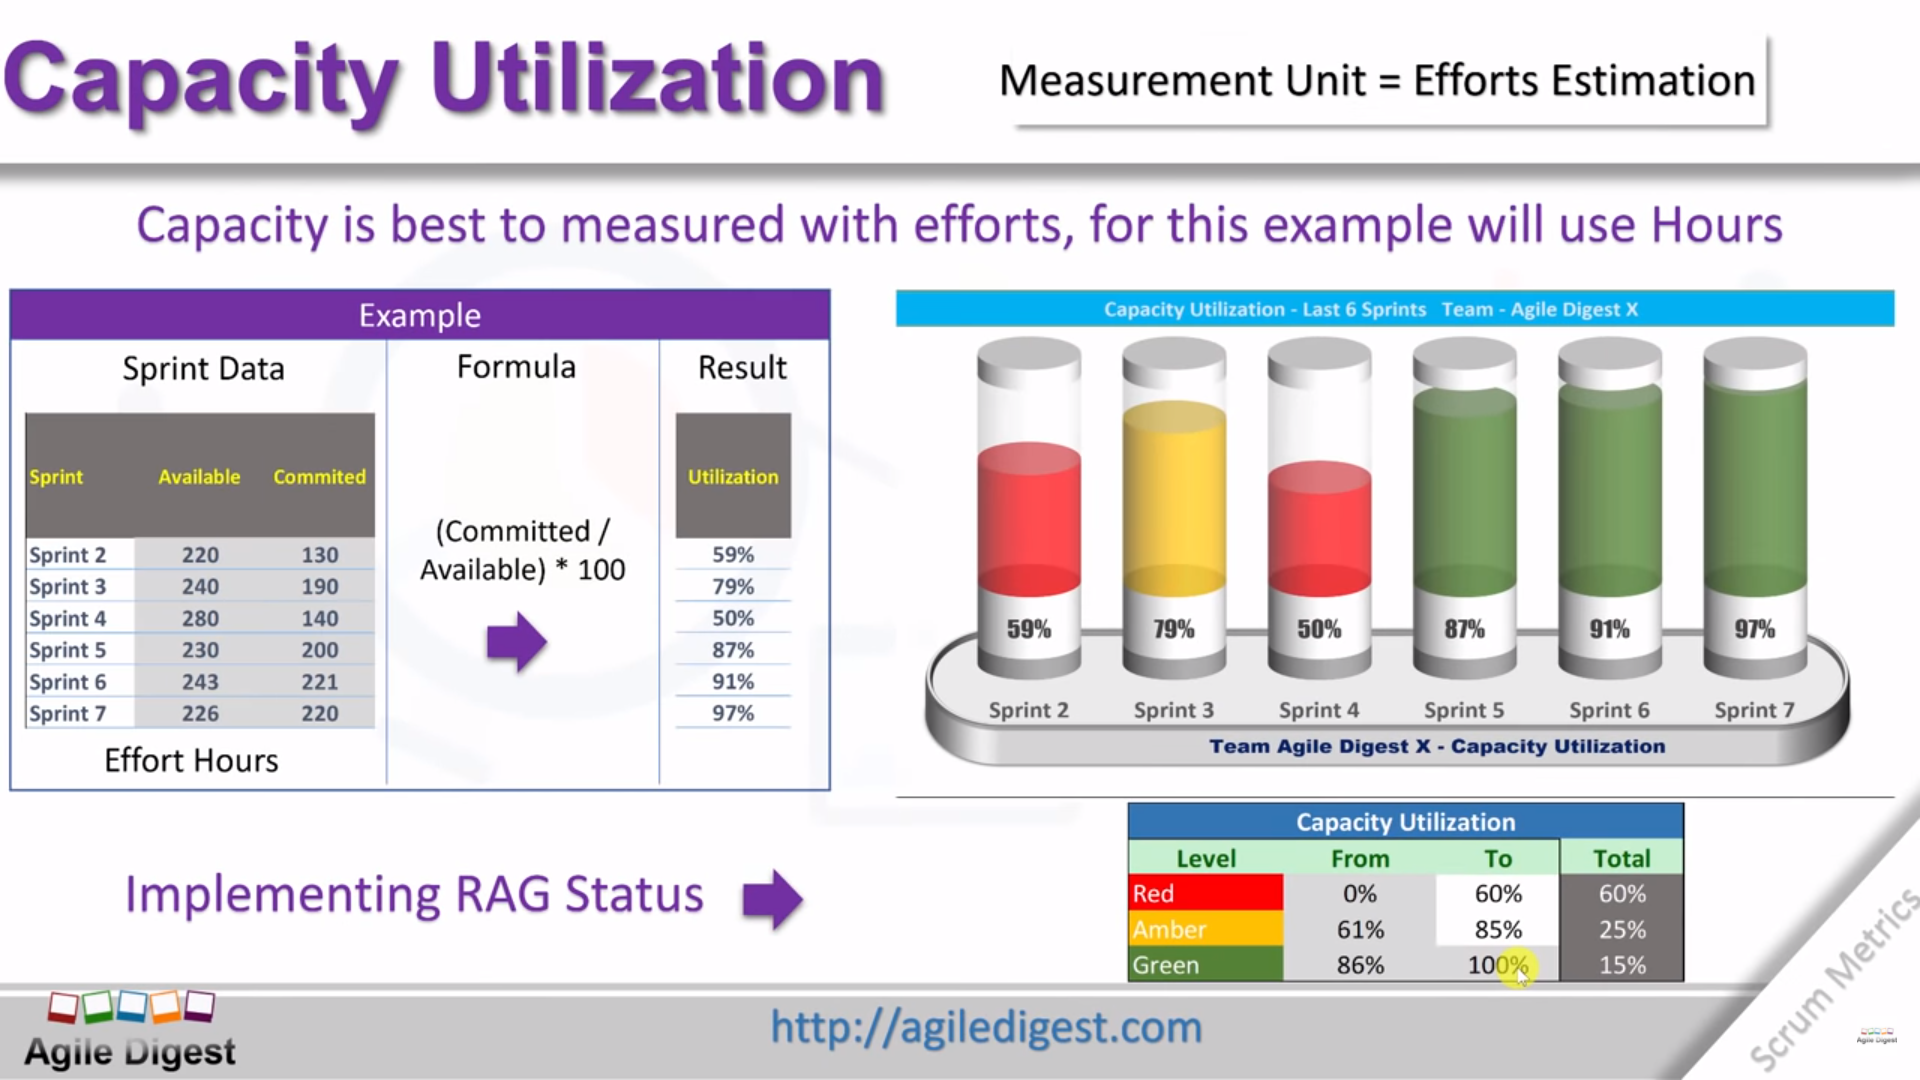 Capacity Utilization
Measurement Unit = Efforts Estimation
Capacity is best to measured with efforts, for this example will use Hours
Example
Sprint Data Formula Result
Sprint Available Commited Utilization
Sprint 2 220 130 59%
Sprint 3 240 190 79%
Sprint 4 280 140 50%
Sprint 5 230 200 87%
Sprint 6 243 221 91%
Sprint 7 226 220 97%
(Committed /
Available) * 100
Effort Hours
Capacity Utilization - Last 6 Sprints Team - Agile Digest X
59% 79% 50% 87% 91% 97%
Sprint 2 Sprint 3 Sprint 4 Sprint 5 Sprint 6 Sprint 7
Team Agile Digest X - Capacity Utilization
Implementing RAG Status
Capacity Utilization
Level From To Total
Red 0% 60% 60%
Amber 61% 85% 25%
Green 86% 100% 15%
Agile Digest
http://agiledigest.com
Scrum Metrics
Agile Digest